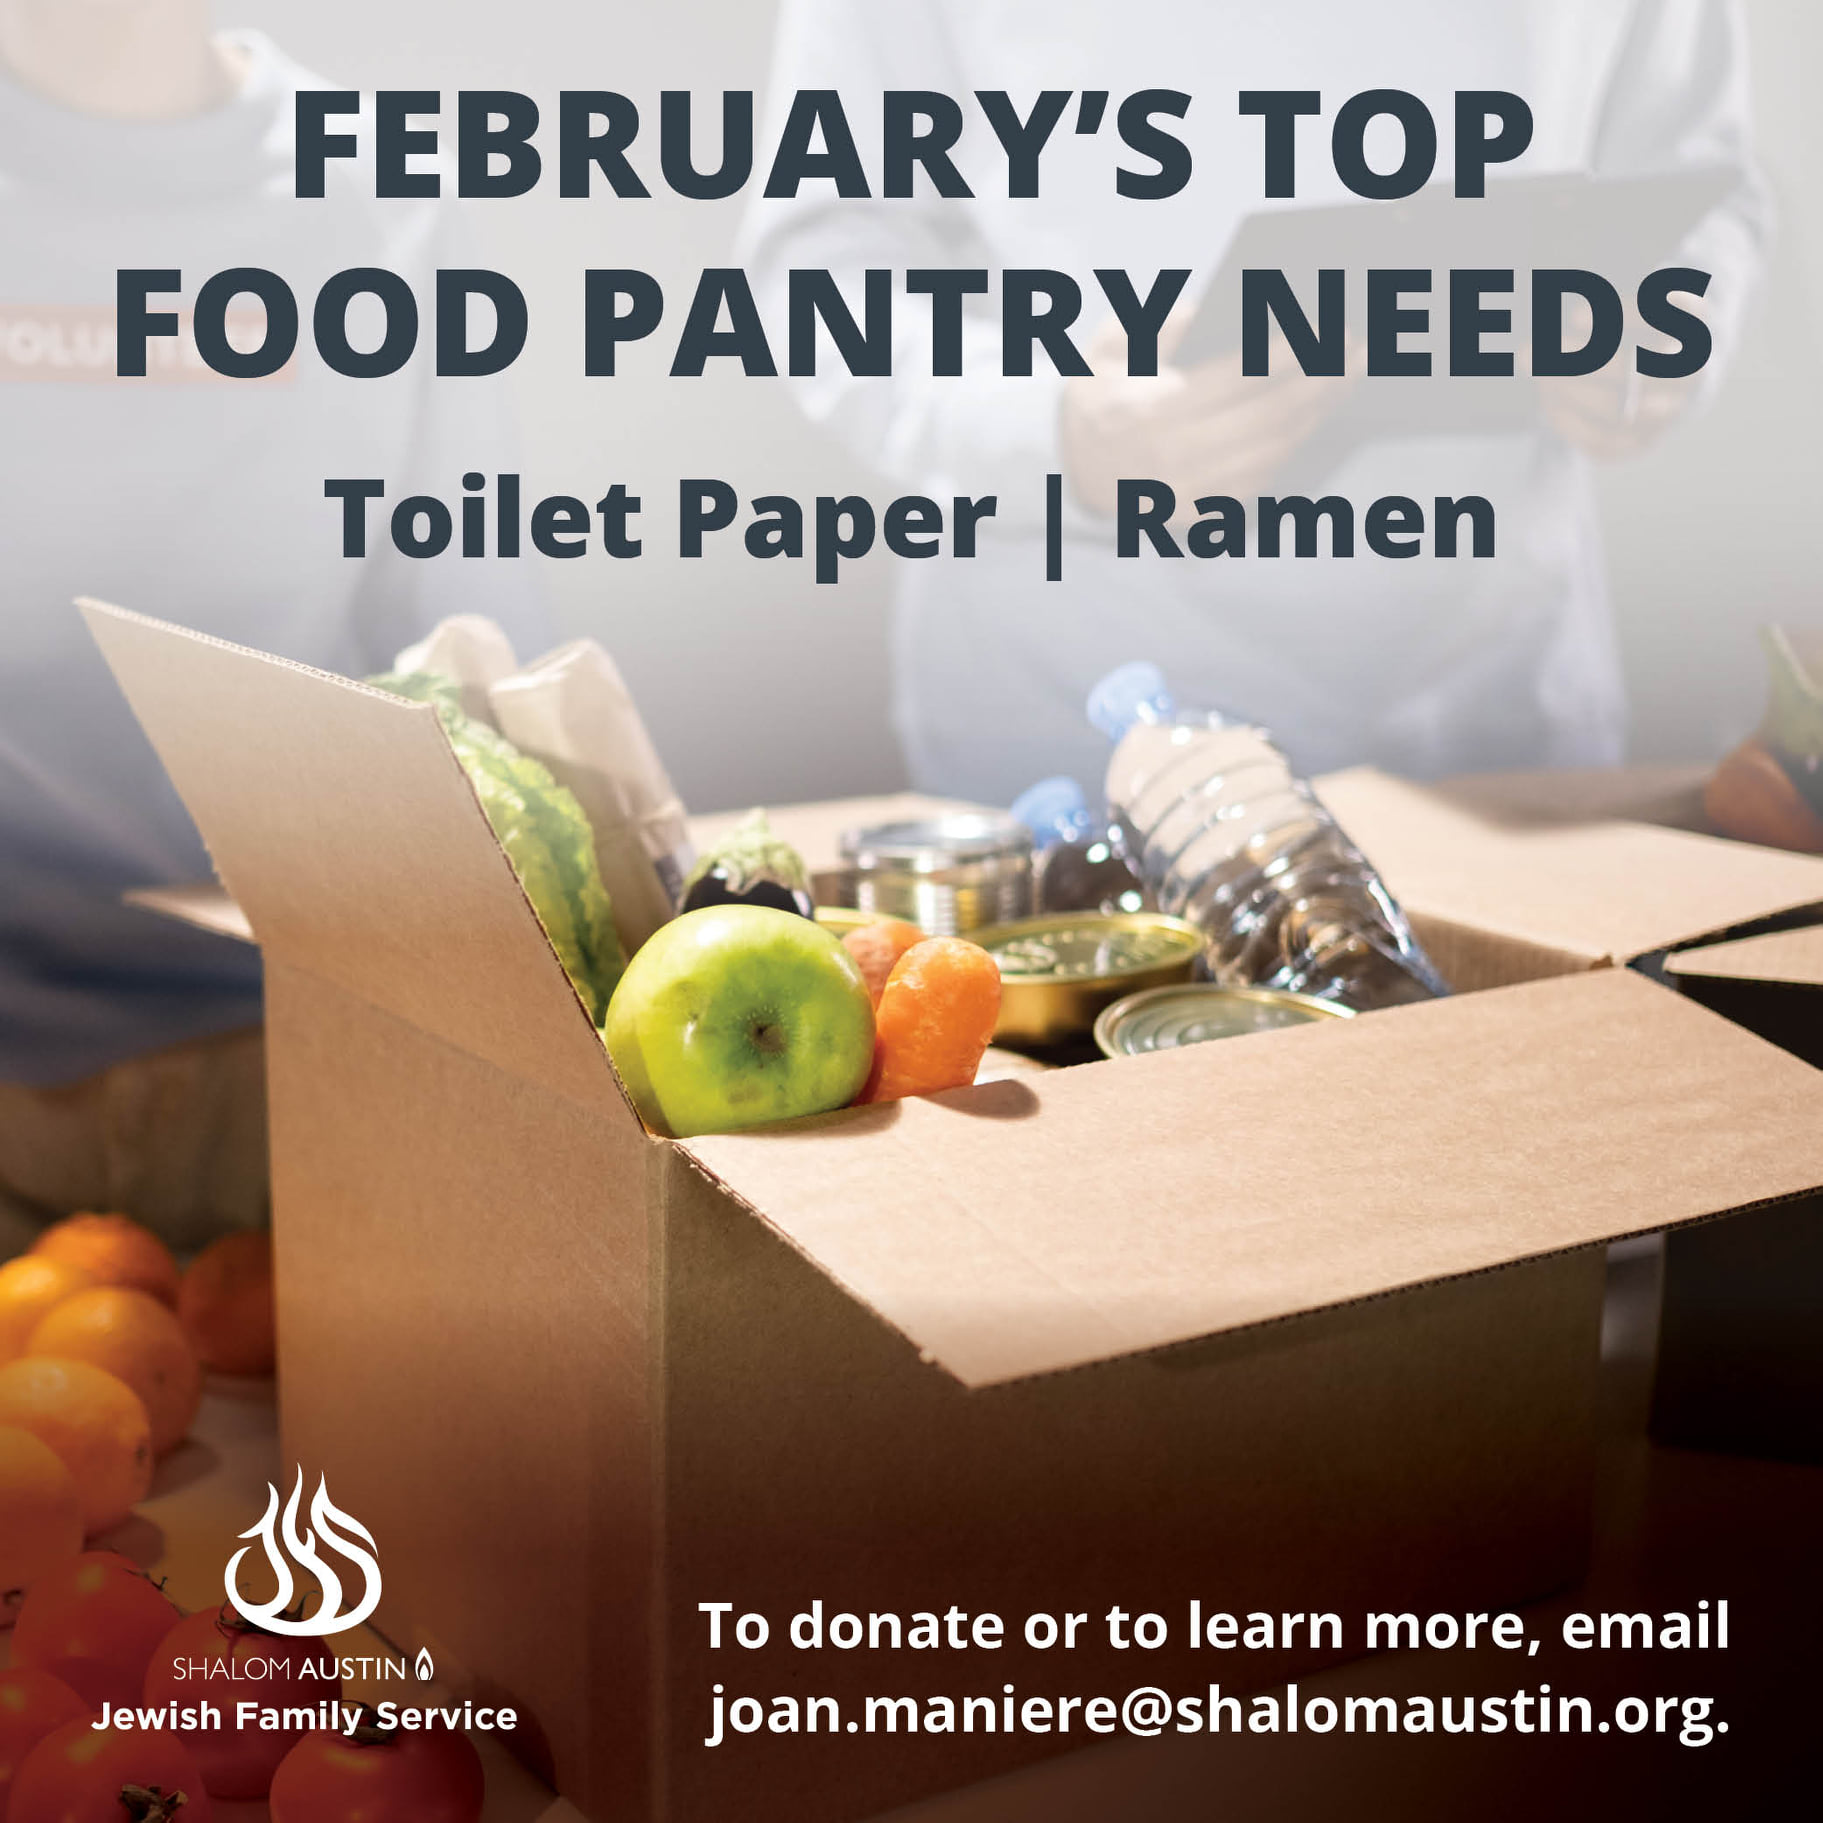 FEBRUARY’S TOP
FOOD PANTRY NEEDS
Toilet Paper | Ramen
JFS
SHALOM AUSTIN
Jewish Family Service
To donate or to learn more, email
joan.maniere@shalomaustin.org.